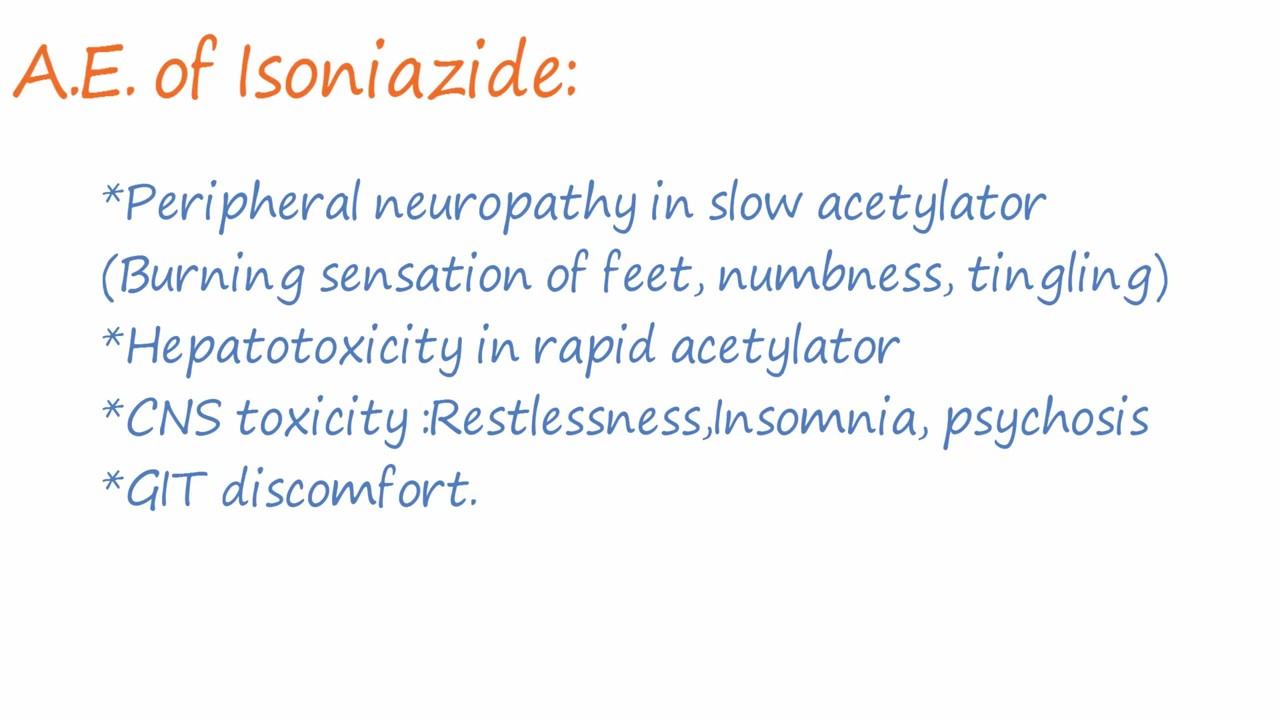 A.E. of Isoniazide:
*Peripheral neuropathy in slow acetylator
(Burning sensation of feet, numbness, tingling)
*Hepatotoxicity in rapid acetylator
*CNS toxicity :Restlessness,Insomnia, psychosis
*GIT discomfort.